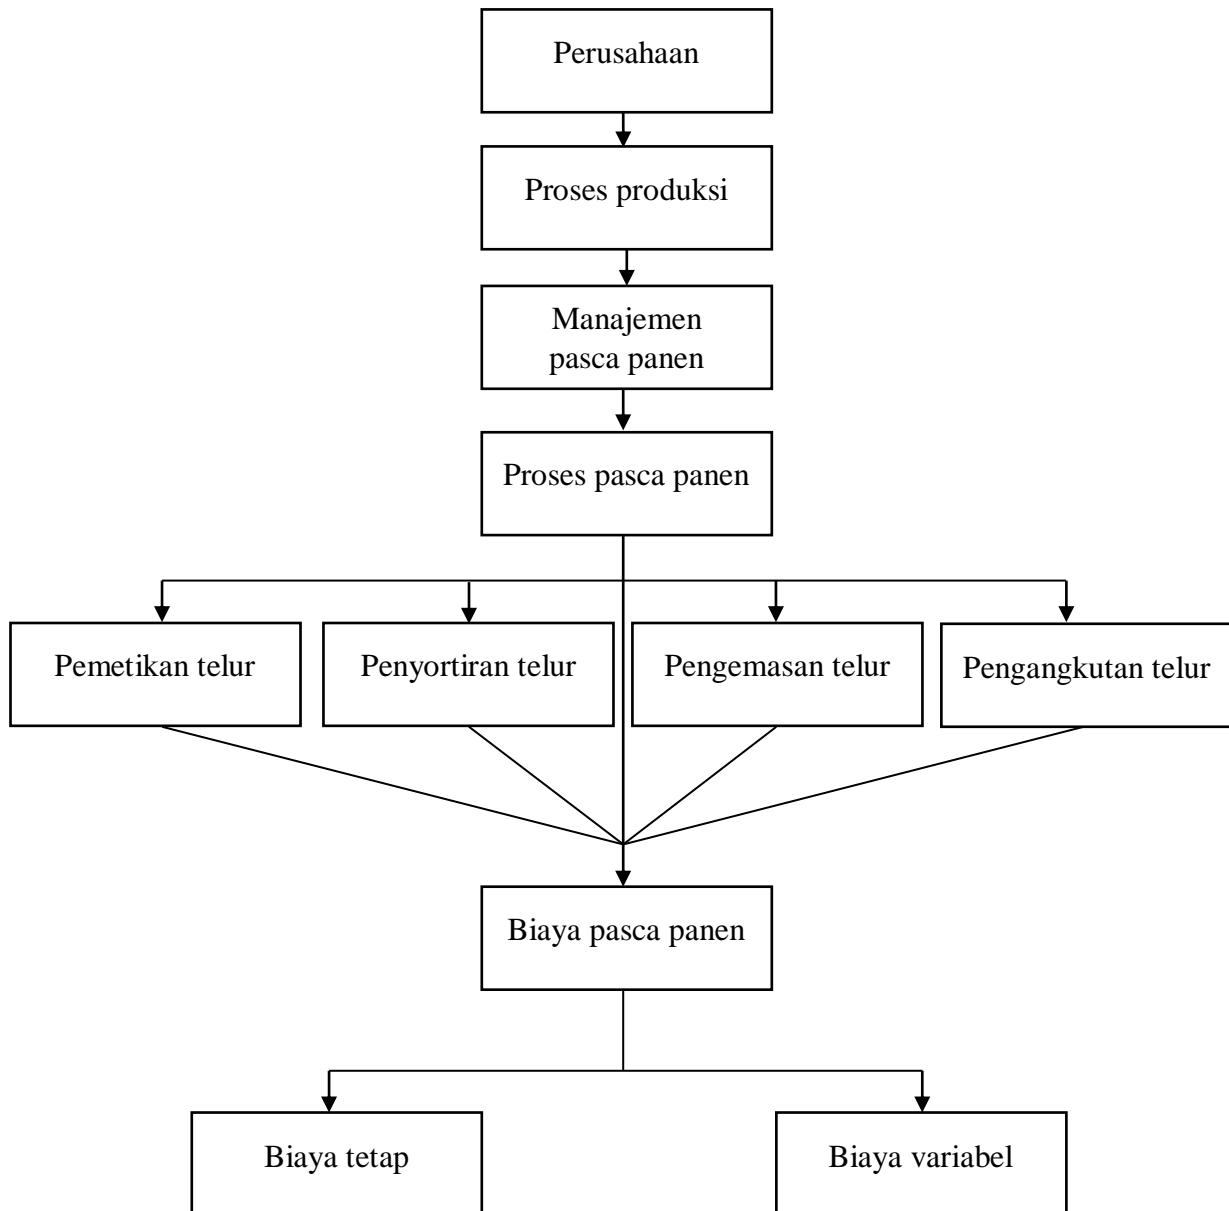 Perusahaan
Proses produksi
Manajemen
pasca panen
Proses pasca panen
Pemetikan telur
Penyortiran telur
Pengemasan telur
Pengangkutan telur
Biaya pasca panen
Biaya tetap
Biaya variabel